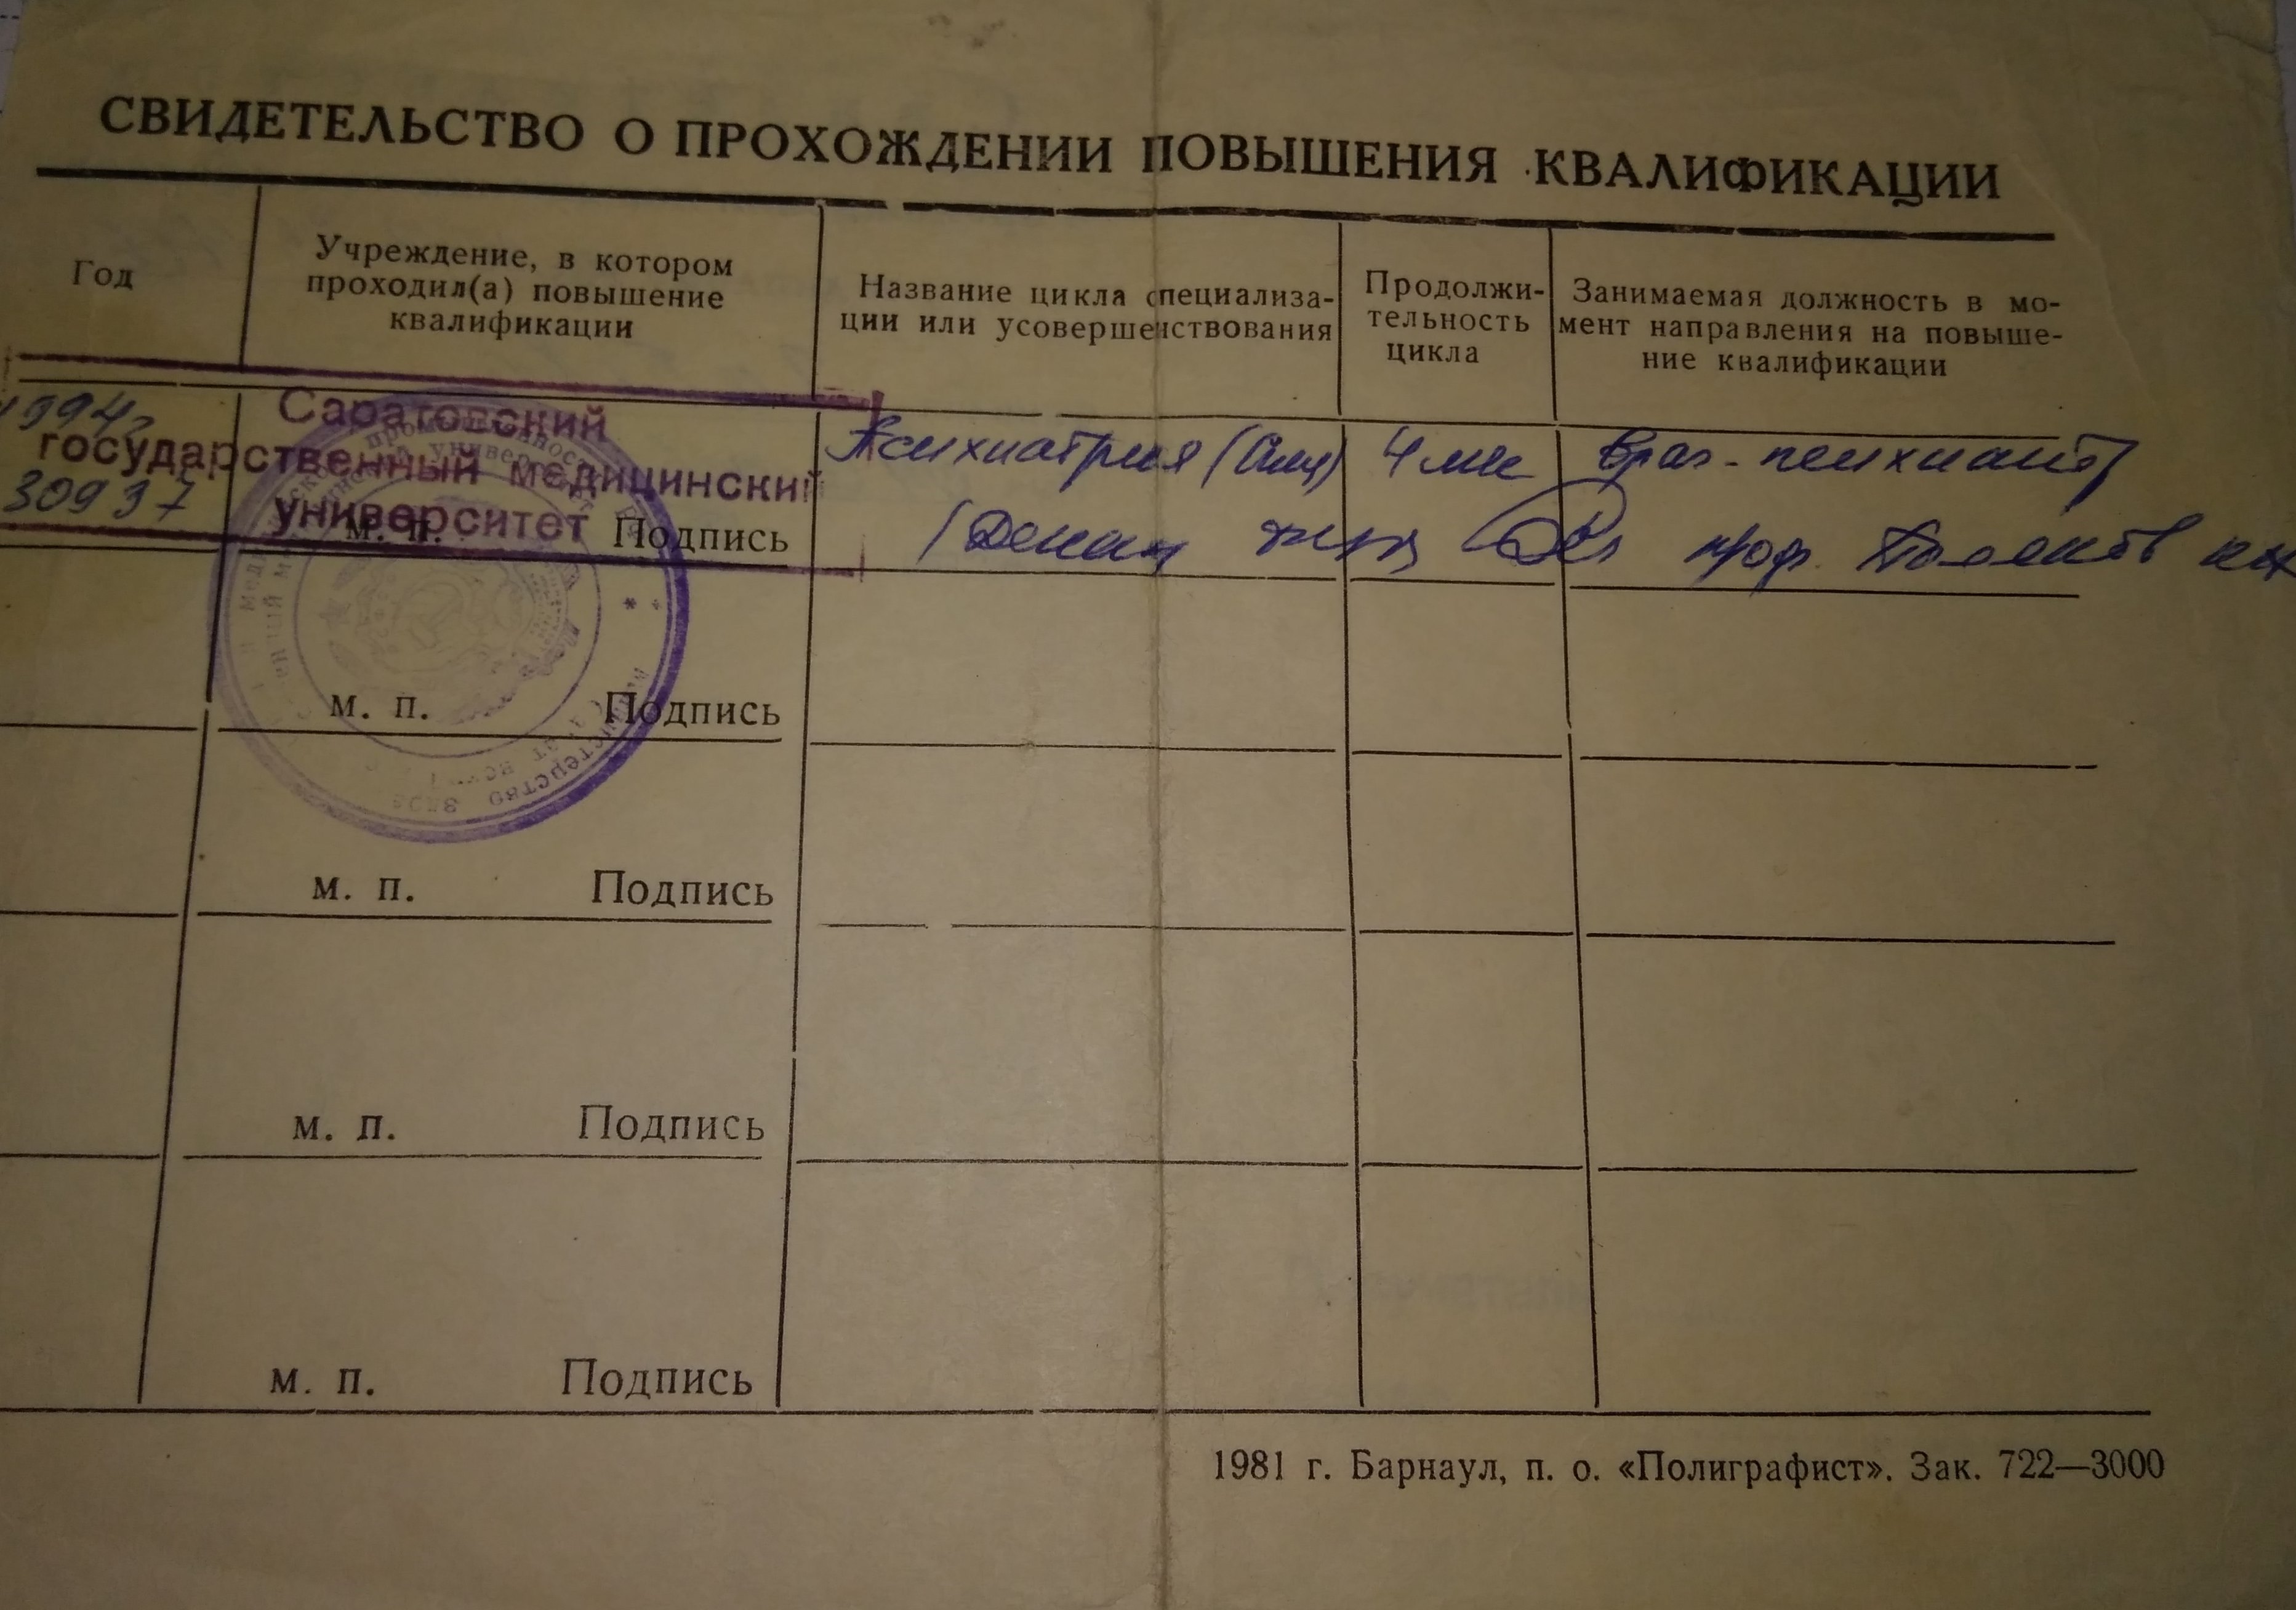 СВИДЕТЕЛЬСТВО О ПРОХОЖДЕНИИ ПОВЫШЕНИЯ КВАЛИФИКАЦИИ
Год
Учреждение, в котором
проходил(а) повышение
квалификации
Название цикла специализа-
ции или усовершенствования
Продолжи-
тельность
цикла
Занимаемая должность в мо-
мент направления на повыше-
ние квалификации
1994г
30937
Саратовский
государственный медицинский
университет
м. п. Подпись
Психиатрия
4 мес
врач-психиатр
Декан
проф.
м. п. Подпись
м. п. Подпись
м. п. Подпись
м. п. Подпись
1981 г. Барнаул, п. о. «Полиграфист». Зак. 722—3000